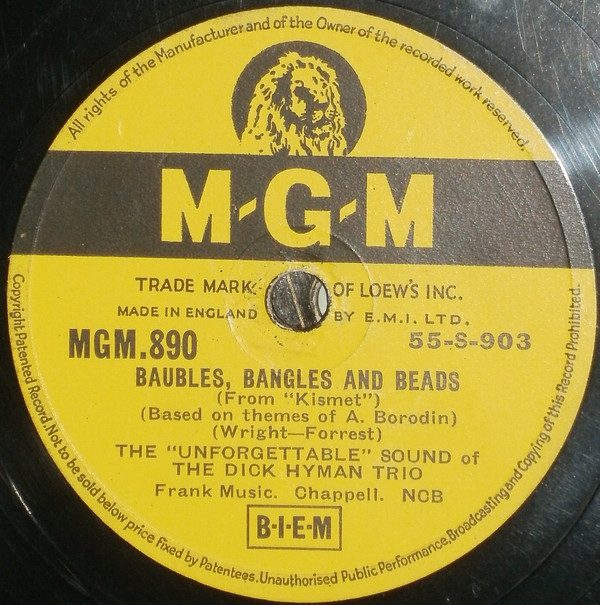 All rights of the Manufacturer and of the Owner of the recorded work reserved.
M-G-M
TRADE MARK OF LOEW'S INC.
MADE IN ENGLAND BY E.M.I. LTD.
MGM.890 55-S-903
BAUBLES, BANGLES AND BEADS
(From "Kismet")
(Based on themes of A. Borodin)
(Wright—Forrest)
THE "UNFORGETTABLE" SOUND of
THE DICK HYMAN TRIO
Frank Music. Chappell. NCB
B·I·E·M
Copyright Patented Record. Not to be sold below price fixed by Patentees. Unauthorised Public Performance, Broadcasting and Copying of this Record Prohibited.